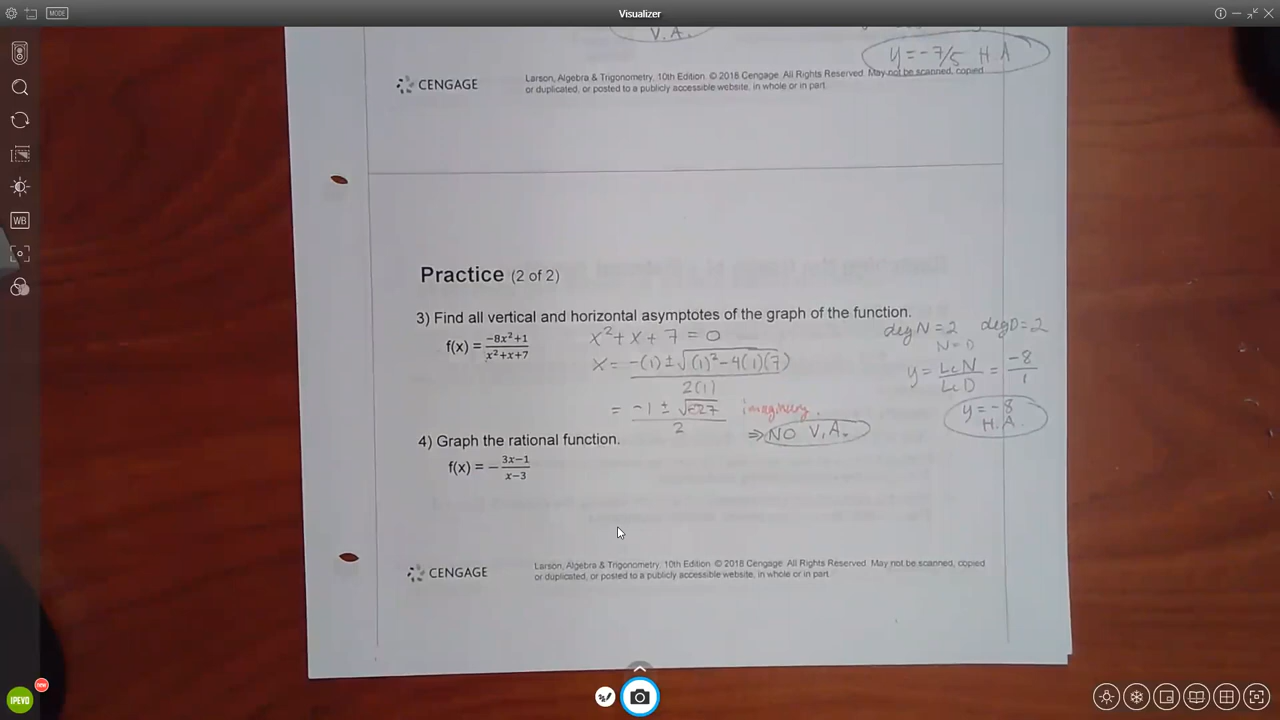 MODE
Visualizer
V.A.
y = -7/5 H.A
CENGAGE
Larson, Algebra & Trigonometry, 10th Edition. © 2018 Cengage. All Rights Reserved. May not be scanned, copied
or duplicated, or posted to a publicly accessible website, in whole or in part.
WB
Practice (2 of 2)
3) Find all vertical and horizontal asymptotes of the graph of the function.
f(x) = -8x²+1 / x²+x+7
x² + x + 7 = 0
x = -(1) ± √(1)² - 4(1)(7) / 2(1)
= -1 ± √-27 / 2 imaginary.
⇒ NO V.A.
deg N = 2 deg D = 2
N = D
y = LcN / LcD = -8 / 1
y = -8
H.A.
4) Graph the rational function.
f(x) = - 3x-1 / x-3
CENGAGE
Larson, Algebra & Trigonometry, 10th Edition. © 2018 Cengage. All Rights Reserved. May not be scanned, copied
or duplicated, or posted to a publicly accessible website, in whole or in part.
IPEVO
new